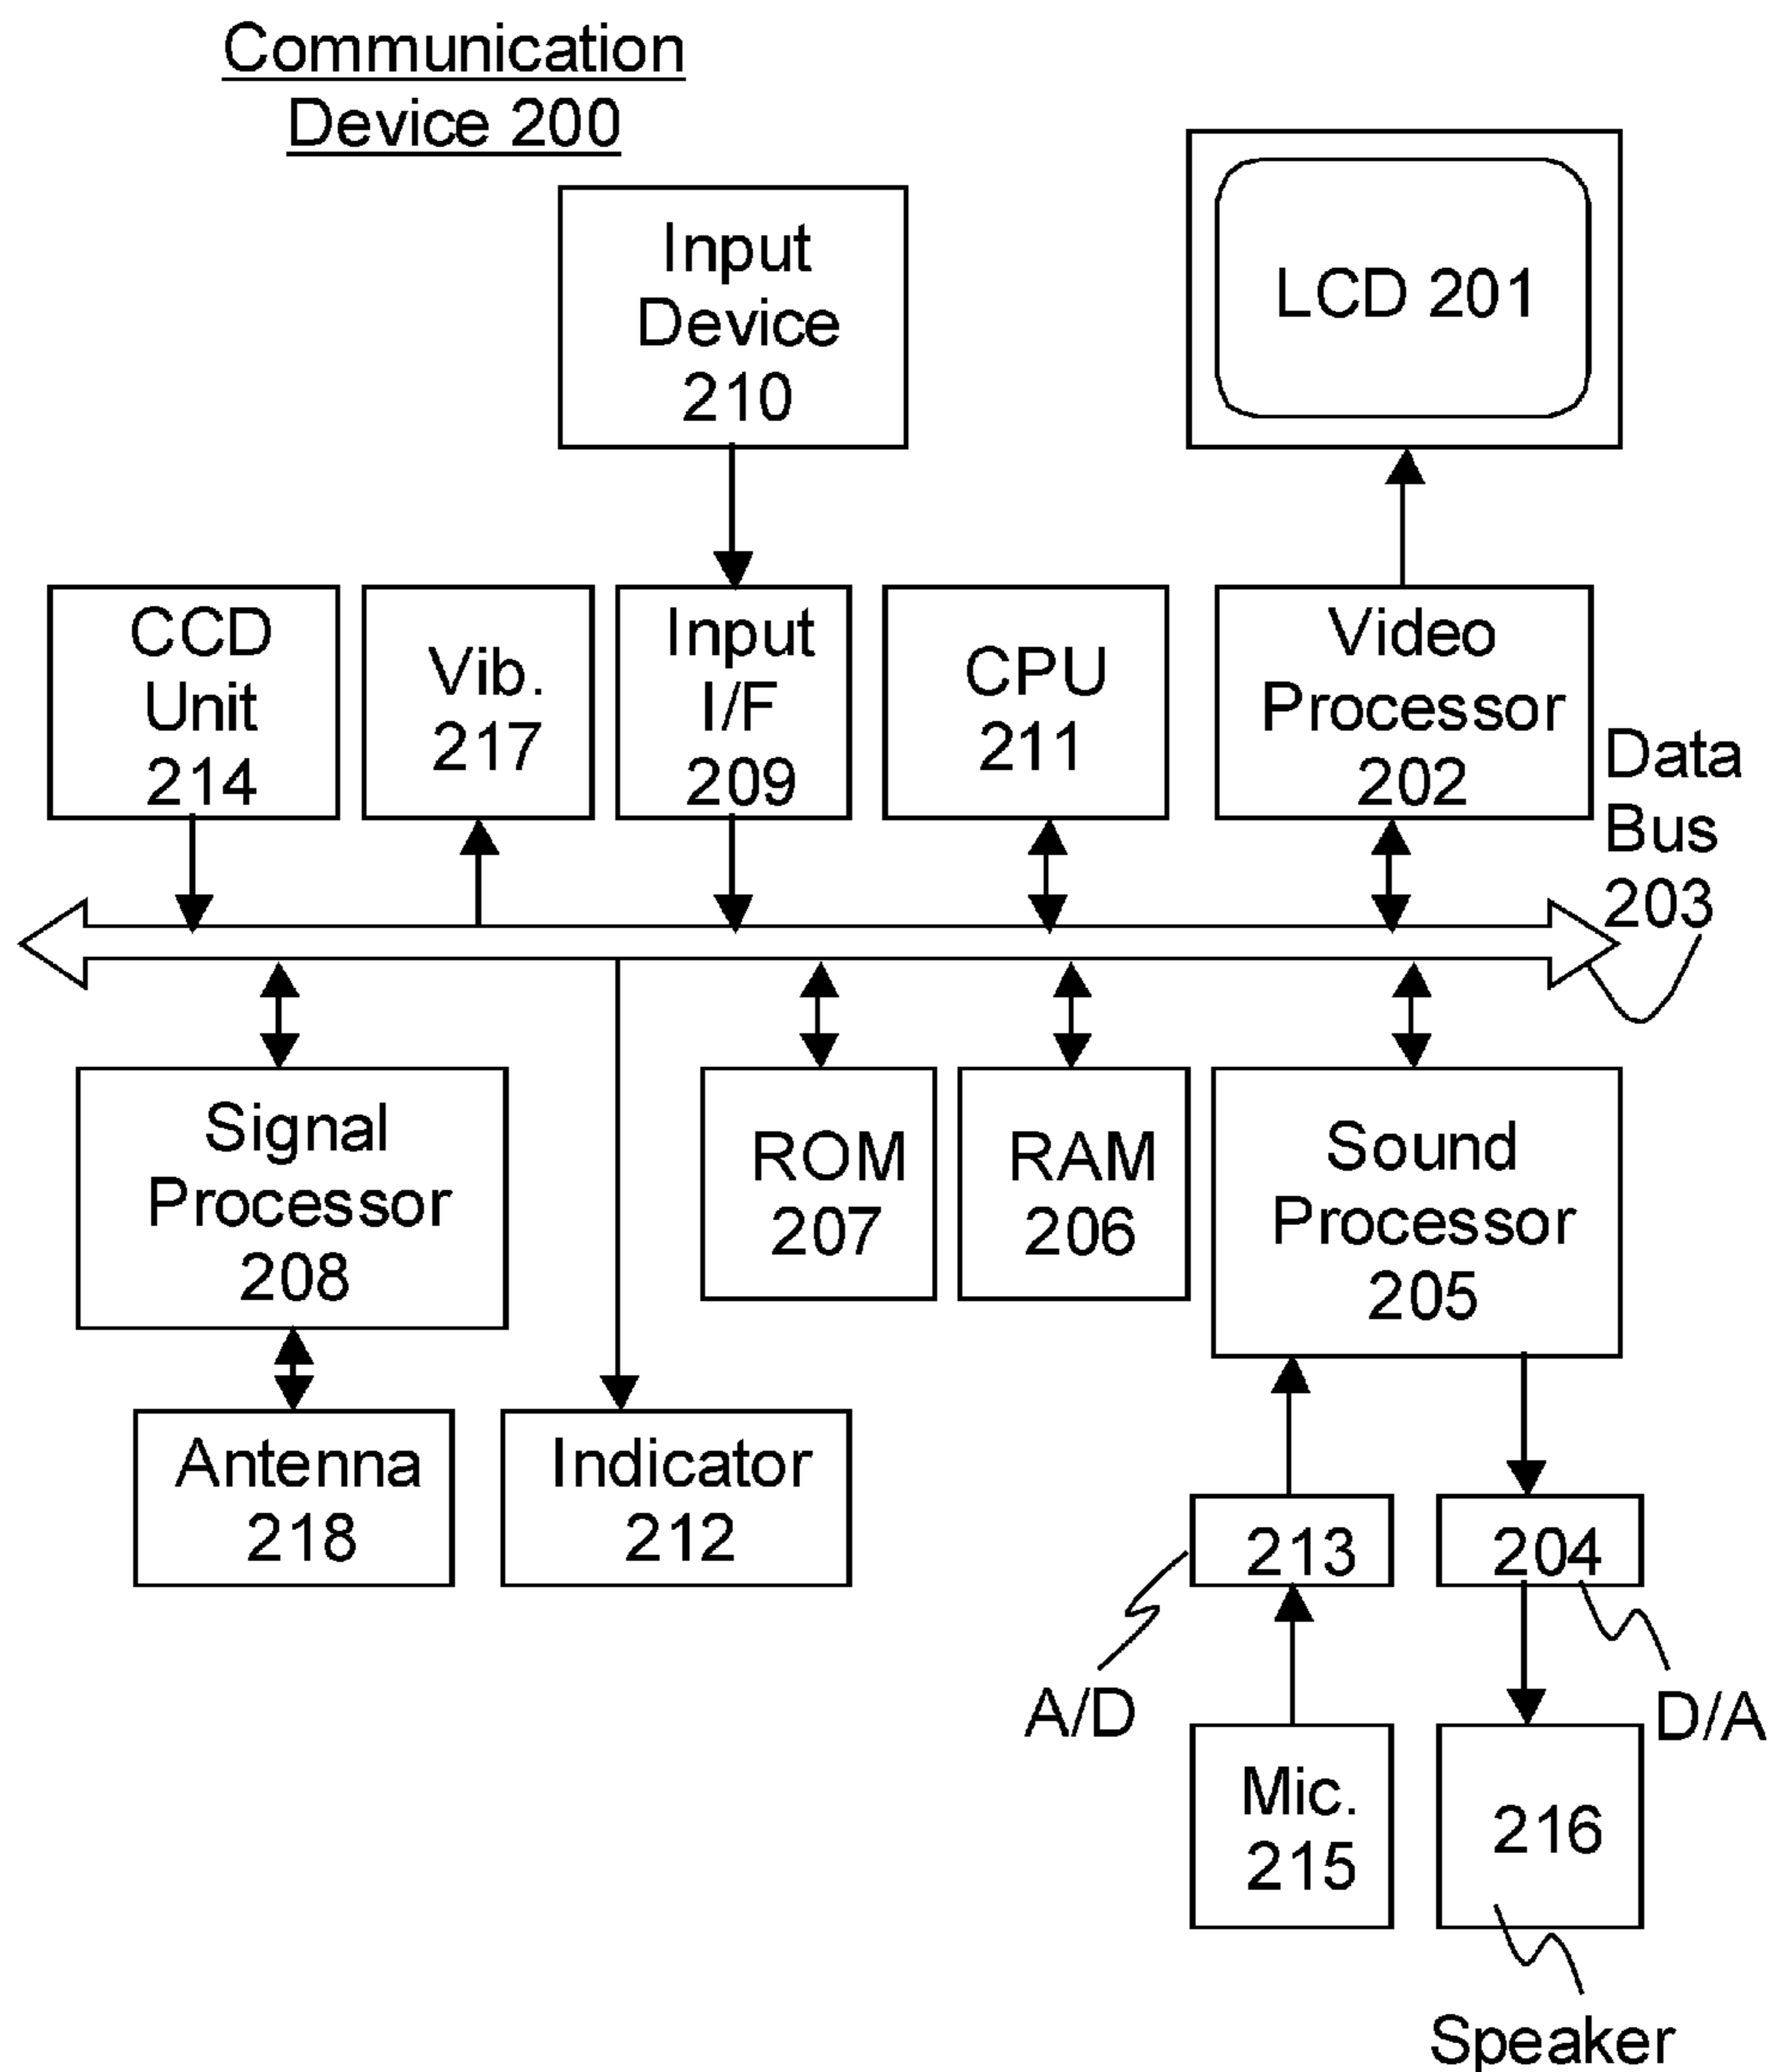 Communication
Device 200
Input
Device
210
LCD 201
CCD
Unit
214
Vib.
217
Input
I/F
209
CPU
211
Video
Processor
202
Data
Bus
203
Signal
Processor
208
ROM
207
RAM
206
Sound
Processor
205
Antenna
218
Indicator
212
213
204
A/D
D/A
Mic.
215
216
Speaker